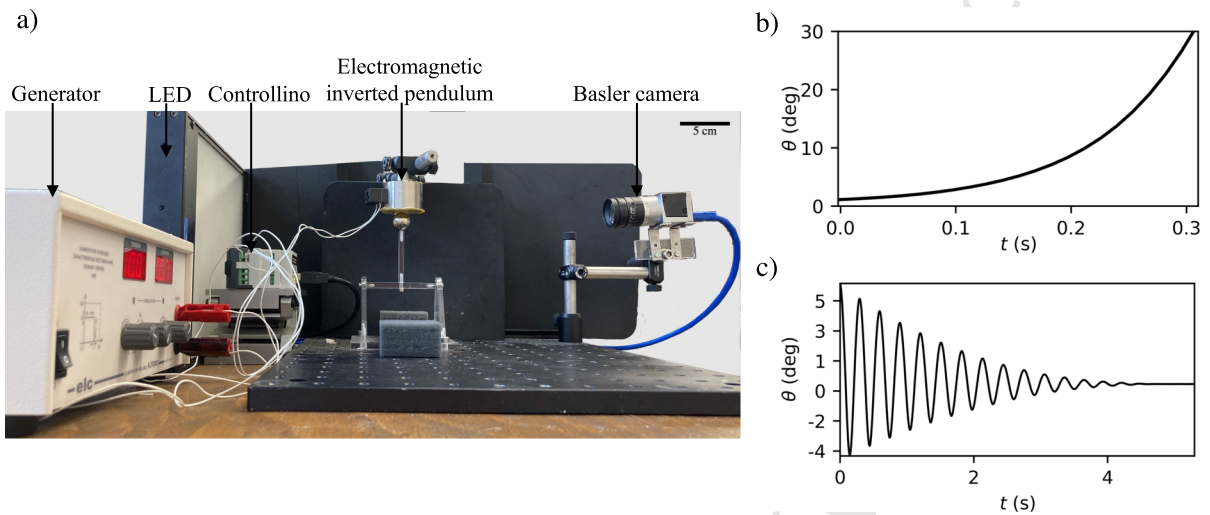 a)
Electromagnetic
Generator LED Controllino inverted pendulum Basler camera
5 cm
elc
b)
30
20
10
0
θ (deg)
0.0 0.1 0.2 0.3
t (s)
c)
5
3
1
0
-2
-4
θ (deg)
0 2 4
t (s)